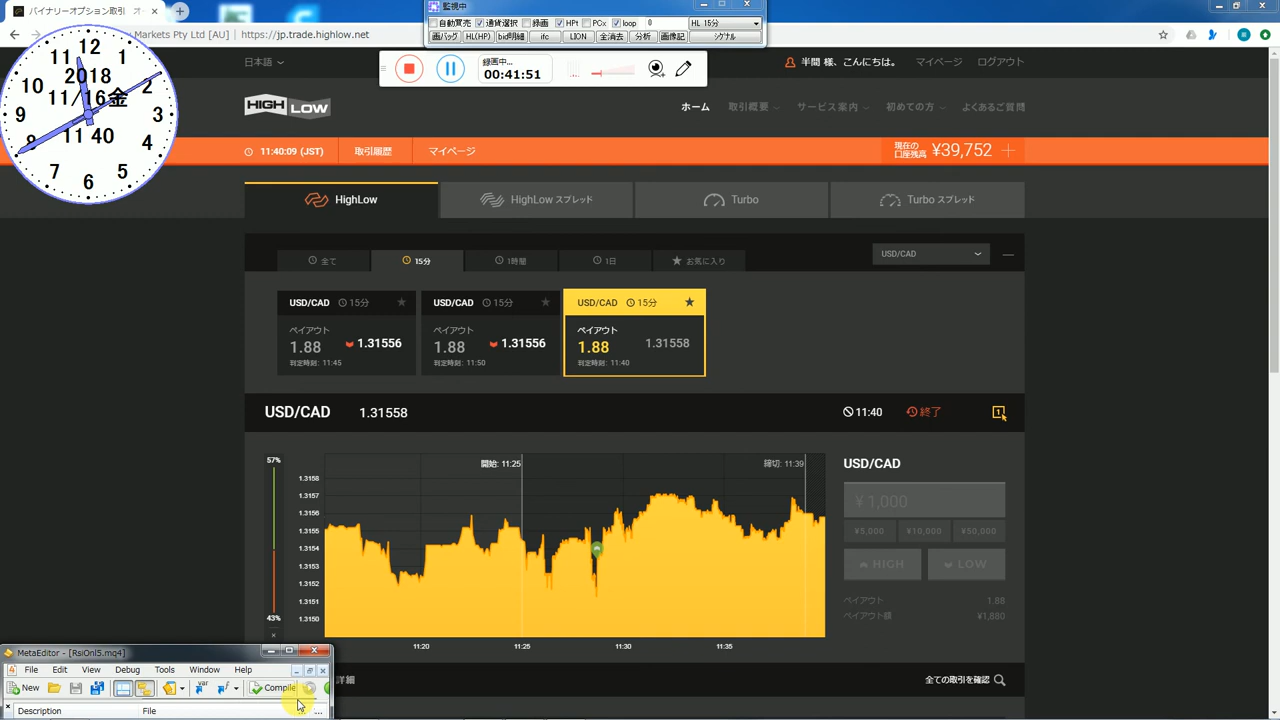 バイナリーオプション取引 オ
Markets Pty Ltd [AU] | https://jp.trade.highlow.net
監視中
自動買売 通貨選択 録画 HPt PCx loop 0 HL 15分
画バッグ HL(HP) bid明細 ifc LION 全消去 分析 画像記 ｼｸﾞﾅﾙ
録画中...
00:41:51
12 1 2 3 4 5 6 7 8 9 10 11
2018
11 16金
11 40
日本語
半間 様、こんにちは。 マイページ ログアウト
HIGH LOW
ホーム 取引概要 サービス案内 初めての方 よくあるご質問
11:40:09 (JST) 取引履歴 マイページ
現在の
口座残高 ¥39,752
HighLow HighLow スプレッド Turbo Turbo スプレッド
全て 15分 1時間 1日 お気に入り USD/CAD
USD/CAD 15分 USD/CAD 15分 USD/CAD 15分
ペイアウト ペイアウト ペイアウト
1.88 1.31556 1.88 1.31556 1.88 1.31558
判定時刻: 11:45 判定時刻: 11:50 判定時刻: 11:40
USD/CAD 1.31558 11:40 終了 1
57%
開始: 11:25 締切: 11:39
1.3158
1.3157
1.3156
1.3155
1.3154
1.3153
1.3152
1.3151
1.3150
43%
11:20 11:25 11:30 11:35
USD/CAD
¥ 1,000
¥5,000 ¥10,000 ¥50,000
HIGH LOW
ペイアウト 1.88
ペイアウト額 ¥1,880
詳細 全ての取引を確認
MetaEditor - [RsiOnl5.mq4]
File Edit View Debug Tools Window Help
New var Compile
Description File